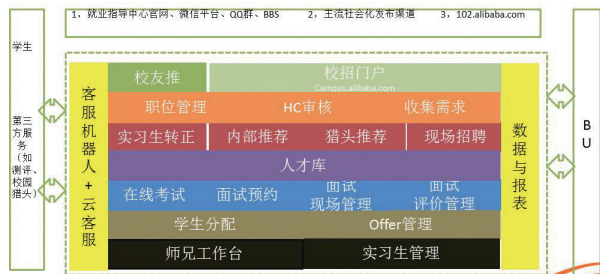 1，就业指导中心官网、微信平台、QQ群、BBS 2，主流社会化发布渠道 3，102.alibaba.com
学生
第三
方服
务
（如
测评、
校园
猎头）
客服机器人+云客服
校友推 校招门户
Campus.alibaba.com
职位管理 HC审核 收集需求
实习生转正 内部推荐 猎头推荐 现场招聘
人才库
在线考试 面试预约 面试
现场管理 面试
评价管理
学生分配 Offer管理
师兄工作台 实习生管理
数据与报表
B
U